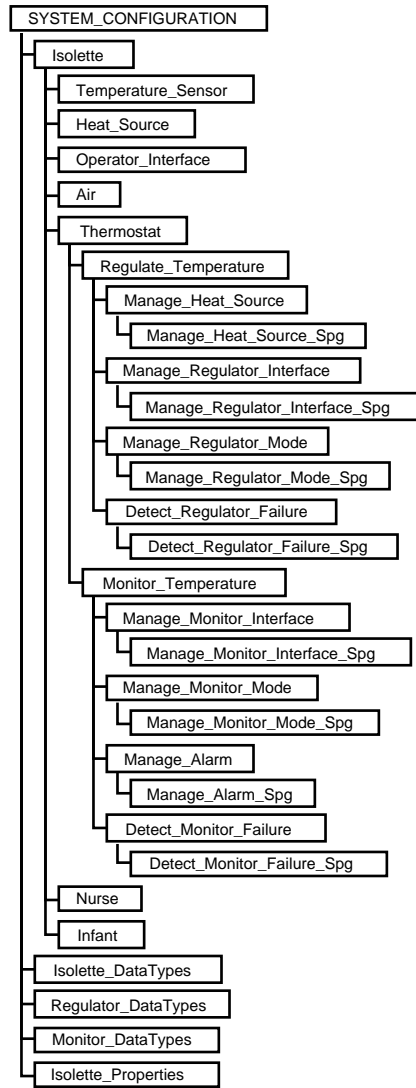 SYSTEM_CONFIGURATION
Isolette
Temperature_Sensor
Heat_Source
Operator_Interface
Air
Thermostat
Regulate_Temperature
Manage_Heat_Source
Manage_Heat_Source_Spg
Manage_Regulator_Interface
Manage_Regulator_Interface_Spg
Manage_Regulator_Mode
Manage_Regulator_Mode_Spg
Detect_Regulator_Failure
Detect_Regulator_Failure_Spg
Monitor_Temperature
Manage_Monitor_Interface
Manage_Monitor_Interface_Spg
Manage_Monitor_Mode
Manage_Monitor_Mode_Spg
Manage_Alarm
Manage_Alarm_Spg
Detect_Monitor_Failure
Detect_Monitor_Failure_Spg
Nurse
Infant
Isolette_DataTypes
Regulator_DataTypes
Monitor_DataTypes
Isolette_Properties